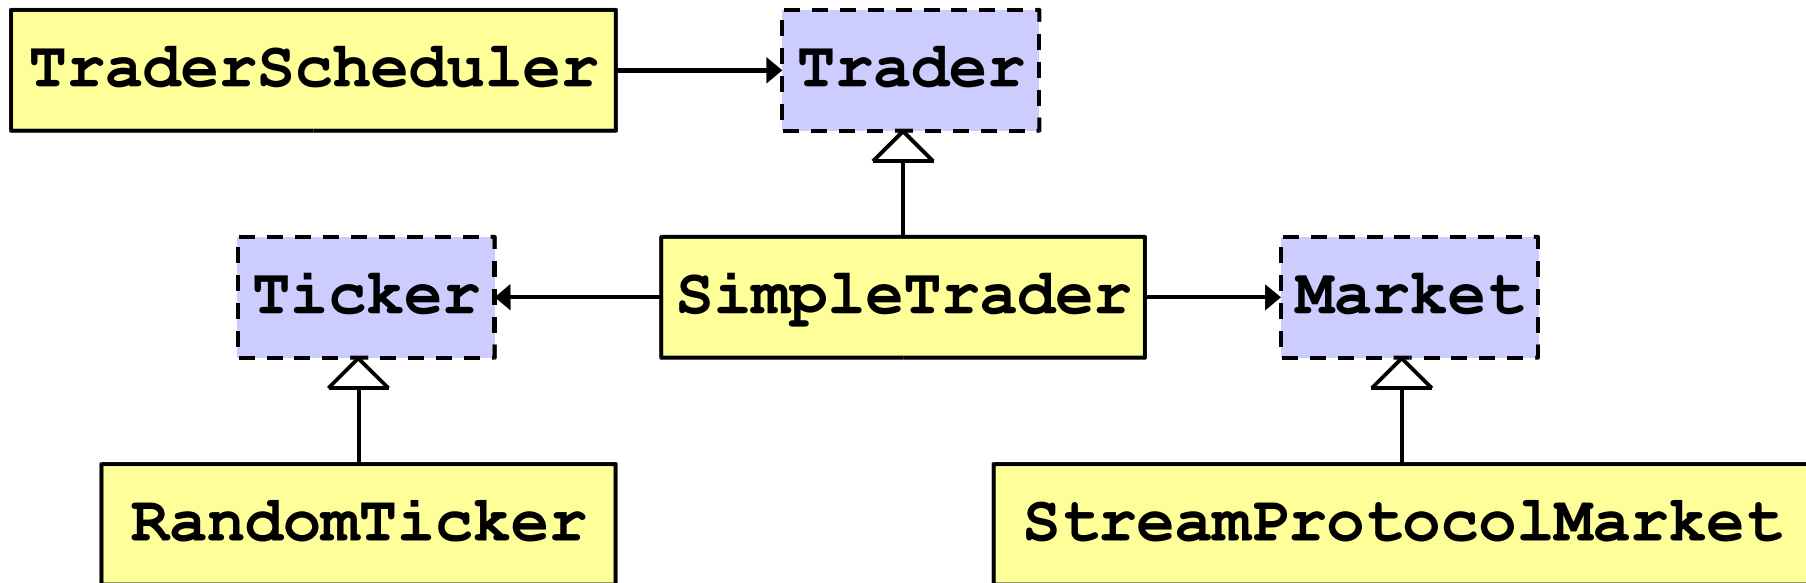 TraderScheduler
Trader
Ticker
SimpleTrader
Market
RandomTicker
StreamProtocolMarket